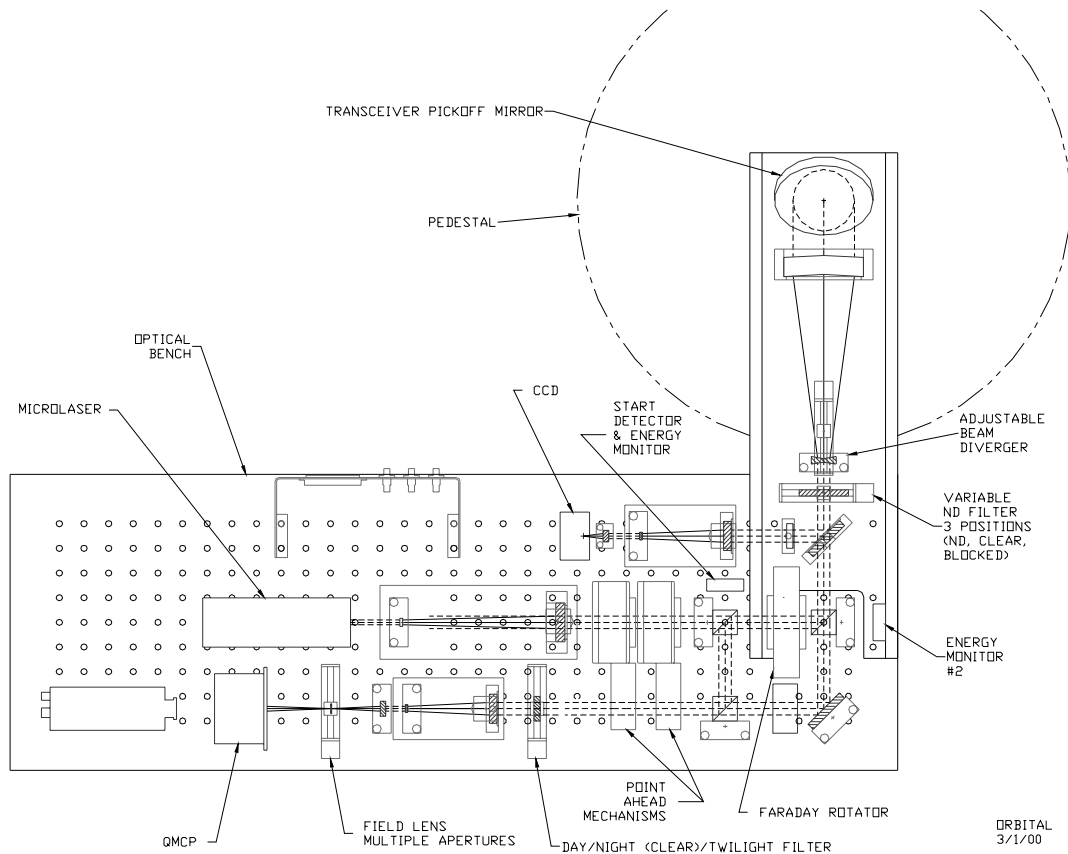 TRANSCEIVER PICKOFF MIRROR
PEDESTAL
OPTICAL
BENCH
MICROLASER
CCD
START
DETECTOR
& ENERGY
MONITOR
ADJUSTABLE
BEAM
DIVERGER
VARIABLE
ND FILTER
3 POSITIONS
(ND, CLEAR,
BLOCKED)
ENERGY
MONITOR
#2
POINT
AHEAD
MECHANISMS
FARADAY ROTATOR
QMCP
FIELD LENS
MULTIPLE APERTURES
DAY/NIGHT (CLEAR)/TWILIGHT FILTER
ORBITAL
3/1/00